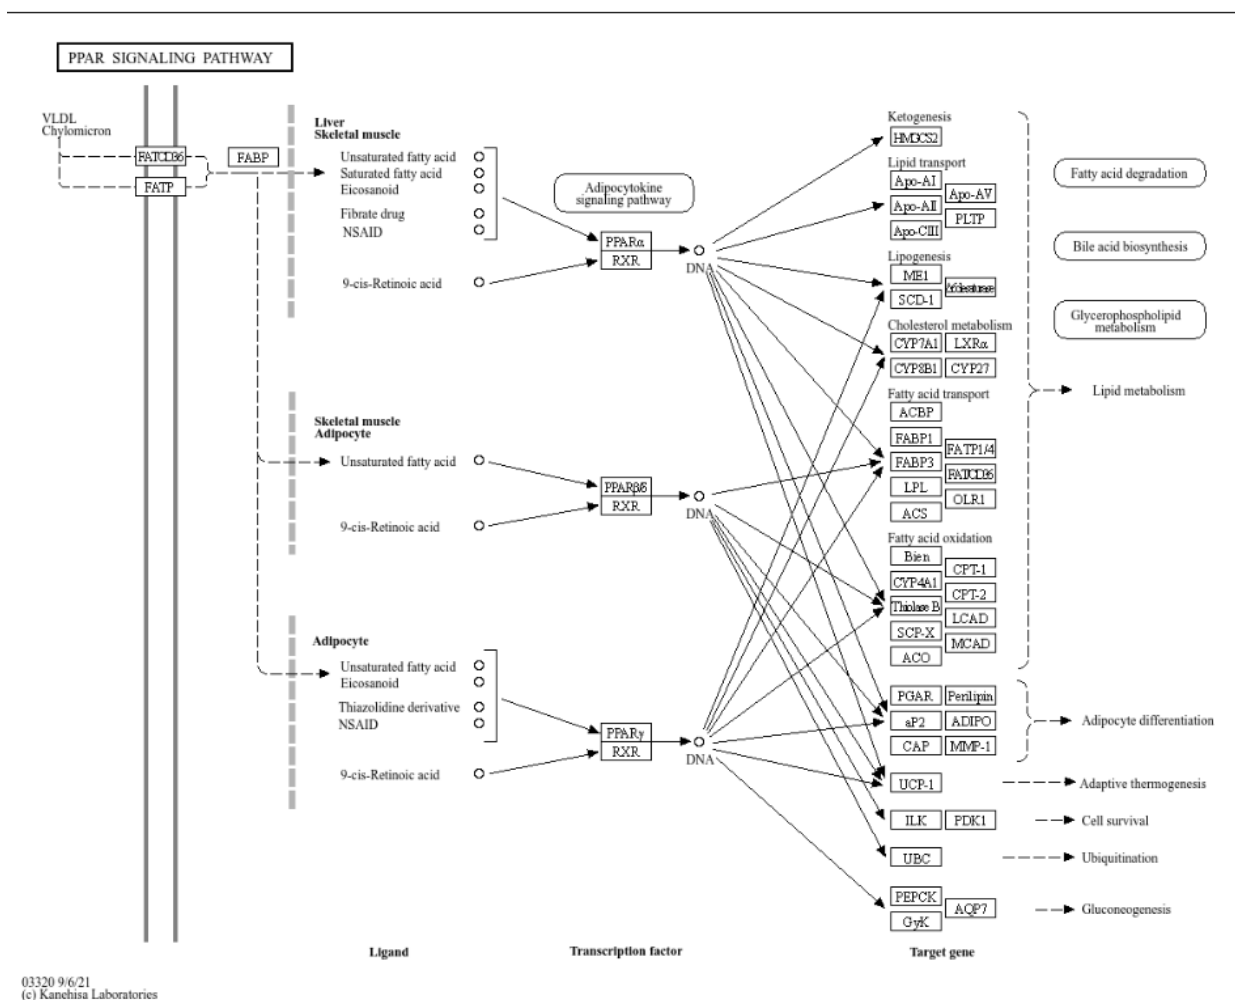 PPAR SIGNALING PATHWAY
VLDL
Chylomicron
FATCD36
FATP
FABP
Liver
Skeletal muscle
Unsaturated fatty acid
Saturated fatty acid
Eicosanoid
Fibrate drug
NSAID
9-cis-Retinoic acid
Adipocytokine
signaling pathway
PPARα
RXR
DNA
Skeletal muscle
Adipocyte
Unsaturated fatty acid
9-cis-Retinoic acid
PPARβ/δ
RXR
DNA
Adipocyte
Unsaturated fatty acid
Eicosanoid
Thiazolidine derivative
NSAID
9-cis-Retinoic acid
PPARγ
RXR
DNA
Ketogenesis
HMGCS2
Lipid transport
Apo-AI
Apo-AII
Apo-CIII
Apo-AV
PLTP
Lipogenesis
ME1
SCD-1
Cholesterol metabolism
CYP7A1 LXRα
CYP8B1 CYP27
Fatty acid transport
ACBP
FABP1
FABP3
LPL
ACS
FATP1/4
FATCD36
OLR1
Fatty acid oxidation
Bien
CYP4A1
Thiolase B
SCP-X
ACO
CPT-1
CPT-2
LCAD
MCAD
PGAR Perilipin
aP2 ADIPO
CAP MMP-1
UCP-1
ILK PDK1
UBC
PEPCK
GyK
AQP7
Fatty acid degradation
Bile acid biosynthesis
Glycerophospholipid
metabolism
Lipid metabolism
Adipocyte differentiation
Adaptive thermogenesis
Cell survival
Ubiquitination
Gluconeogenesis
Ligand
Transcription factor
Target gene
03320 9/6/21
(c) Kanehisa Laboratories